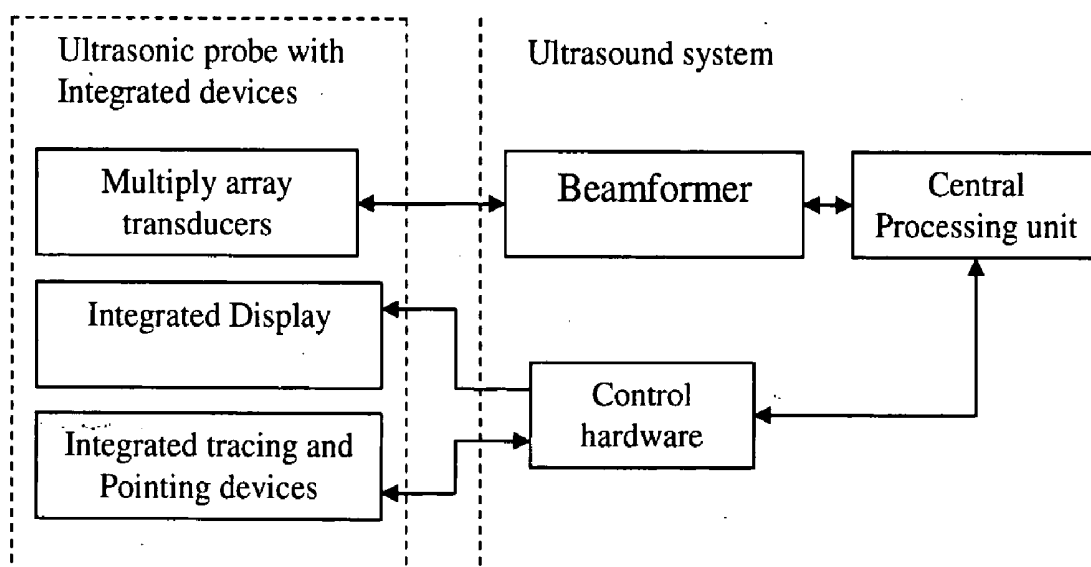 Ultrasonic probe with
Integrated devices
Ultrasound system
Multiply array
transducers
Beamformer
Central
Processing unit
Integrated Display
Control
hardware
Integrated tracing and
Pointing devices